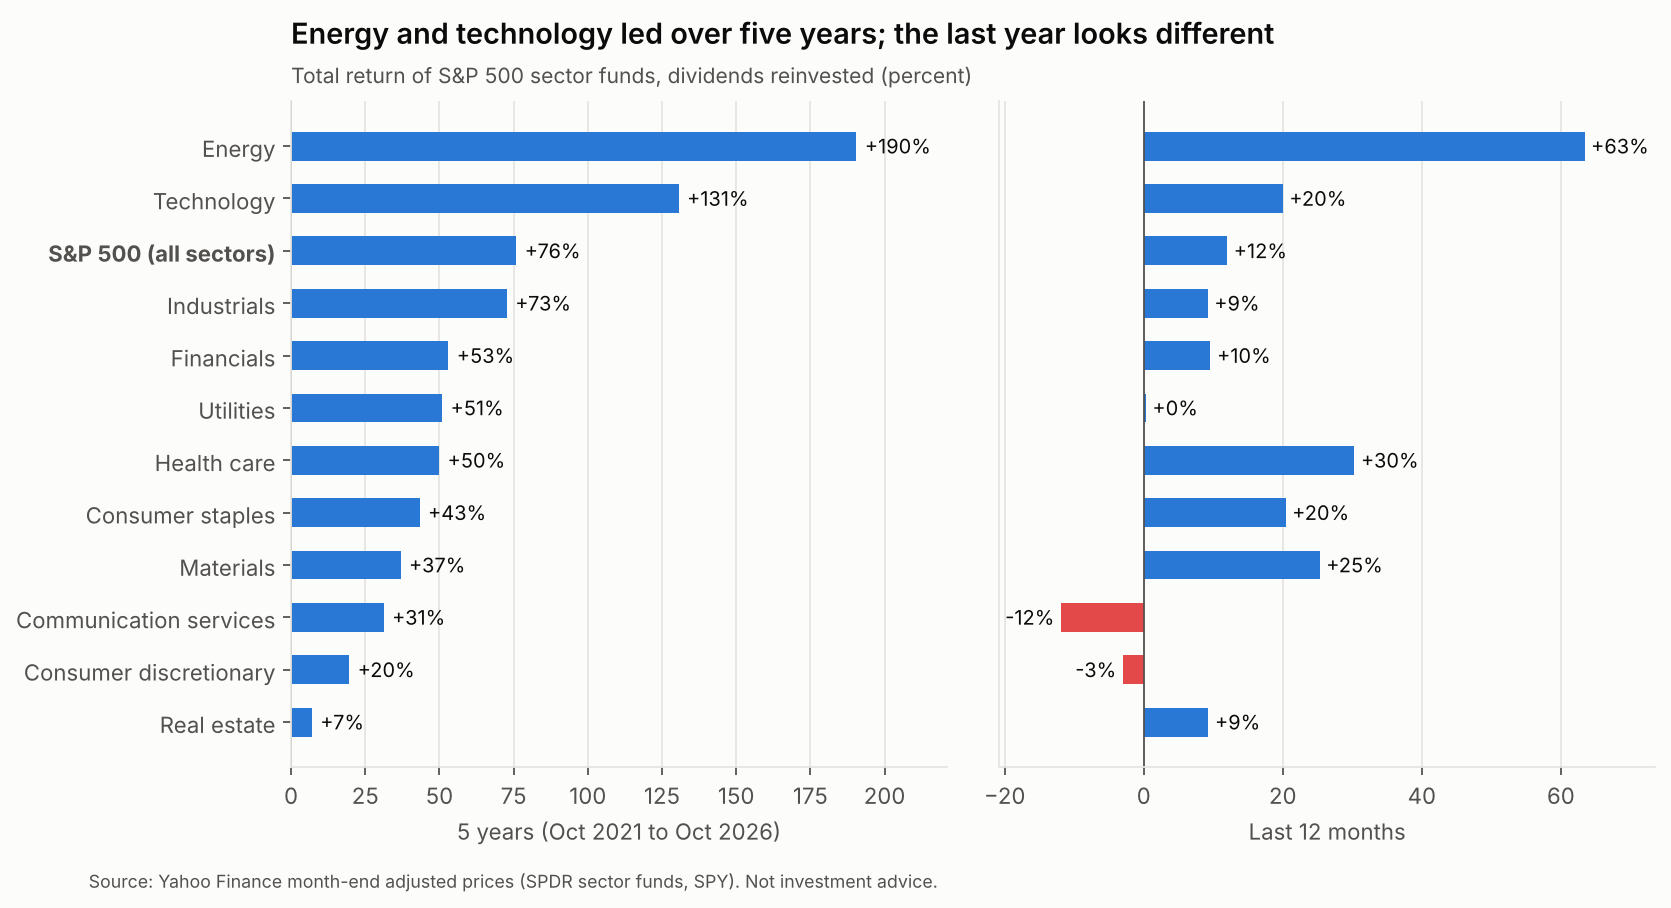 Energy and technology led over five years; the last year looks different
Total return of S&P 500 sector funds, dividends reinvested (percent)
Energy +190% +63%
Technology +131% +20%
S&P 500 (all sectors) +76% +12%
Industrials +73% +9%
Financials +53% +10%
Utilities +51% +0%
Health care +50% +30%
Consumer staples +43% +20%
Materials +37% +25%
Communication services +31% -12%
Consumer discretionary +20% -3%
Real estate +7% +9%
0 25 50 75 100 125 150 175 200 −20 0 20 40 60
5 years (Oct 2021 to Oct 2026) Last 12 months
Source: Yahoo Finance month-end adjusted prices (SPDR sector funds, SPY). Not investment advice.